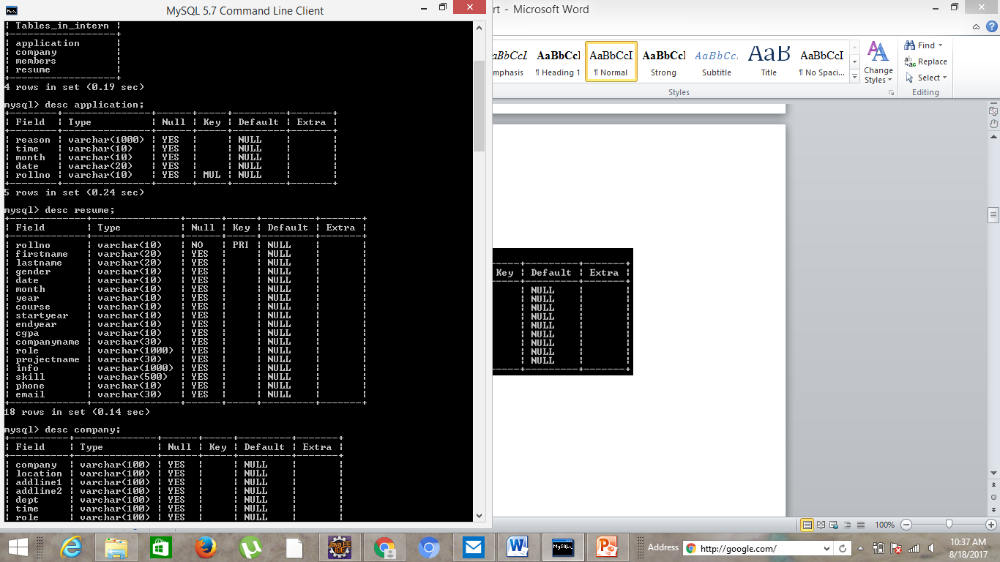 MySQL 5.7 Command Line Client
| Tables_in_intern |
+-------------------+
| application |
| company |
| members |
| resume |
+-------------------+
4 rows in set (0.19 sec)
mysql> desc application;
| Field | Type | Null | Key | Default | Extra |
| reason | varchar(1000) | YES | | NULL | |
| time | varchar(10) | YES | | NULL | |
| month | varchar(10) | YES | | NULL | |
| date | varchar(20) | YES | | NULL | |
| rollno | varchar(10) | YES | MUL | NULL | |
5 rows in set (0.24 sec)
mysql> desc resume;
| Field | Type | Null | Key | Default | Extra |
| rollno | varchar(10) | NO | PRI | NULL | |
| firstname | varchar(20) | YES | | NULL | |
| lastname | varchar(20) | YES | | NULL | |
| gender | varchar(10) | YES | | NULL | |
| date | varchar(10) | YES | | NULL | |
| month | varchar(10) | YES | | NULL | |
| year | varchar(10) | YES | | NULL | |
| course | varchar(10) | YES | | NULL | |
| startyear | varchar(10) | YES | | NULL | |
| endyear | varchar(10) | YES | | NULL | |
| cgpa | varchar(10) | YES | | NULL | |
| companyname | varchar(30) | YES | | NULL | |
| role | varchar(1000) | YES | | NULL | |
| projectname | varchar(30) | YES | | NULL | |
| info | varchar(1000) | YES | | NULL | |
| skill | varchar(500) | YES | | NULL | |
| phone | varchar(10) | YES | | NULL | |
| email | varchar(30) | YES | | NULL | |
18 rows in set (0.14 sec)
mysql> desc company;
| Field | Type | Null | Key | Default | Extra |
| company | varchar(100) | YES | | NULL | |
| location | varchar(100) | YES | | NULL | |
| addline1 | varchar(100) | YES | | NULL | |
| addline2 | varchar(100) | YES | | NULL | |
| dept | varchar(100) | YES | | NULL | |
| time | varchar(100) | YES | | NULL | |
| role | varchar(100) | YES | | NULL | |
rt - Microsoft Word
aBbCcL AaBbCcl AaBbCcI AaBbCcl AaBbCc. AaB AaBbCcI
mphasis ¶ Heading 1 ¶ Normal Strong Subtitle Title ¶ No Spaci...
Change
Styles
Styles
Find
Replace
Select
Editing
Key | Default | Extra |
| NULL | |
| NULL | |
| NULL | |
| NULL | |
| NULL | |
| NULL | |
| NULL | |
| NULL | |
| NULL | |
100%
Java EE
IDE
MySQL
Address http://google.com/
10:37 AM
8/18/2017